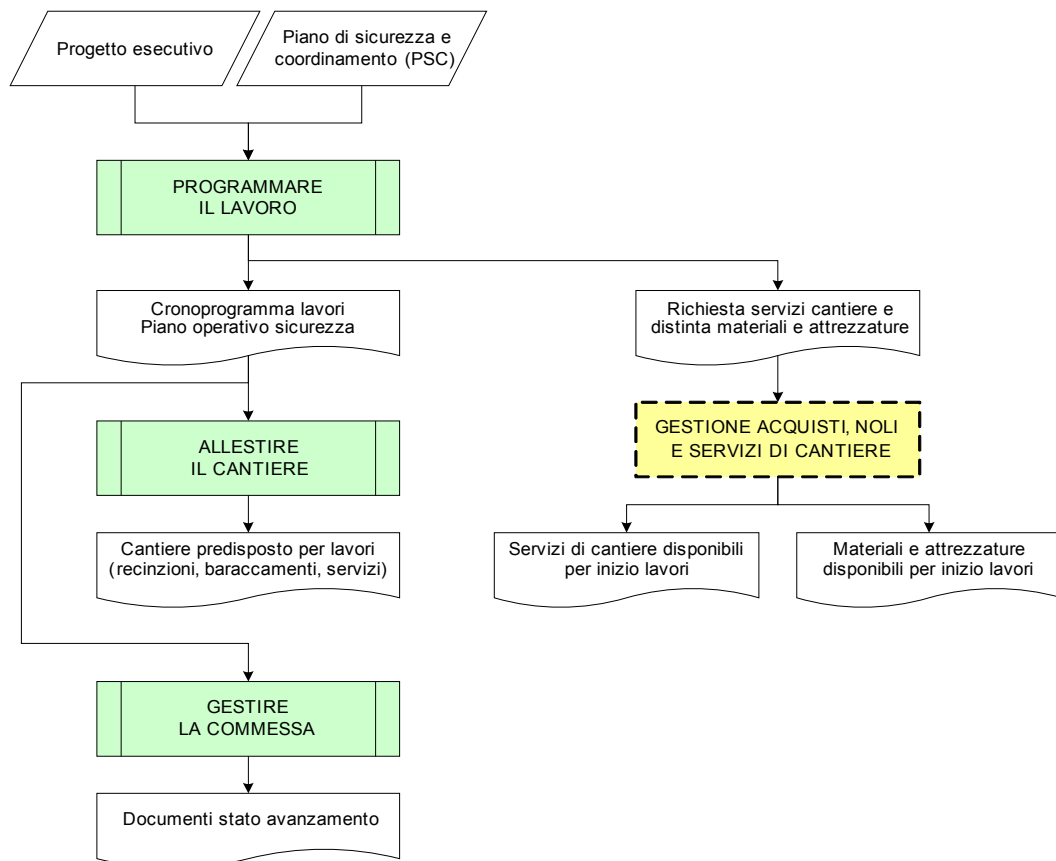 Progetto esecutivo
Piano di sicurezza e
coordinamento (PSC)
PROGRAMMARE
IL LAVORO
Cronoprogramma lavori
Piano operativo sicurezza
Richiesta servizi cantiere e
distinta materiali e attrezzature
ALLESTIRE
IL CANTIERE
GESTIONE ACQUISTI, NOLI
E SERVIZI DI CANTIERE
Cantiere predisposto per lavori
(recinzioni, baraccamenti, servizi)
Servizi di cantiere disponibili
per inizio lavori
Materiali e attrezzature
disponibili per inizio lavori
GESTIRE
LA COMMESSA
Documenti stato avanzamento